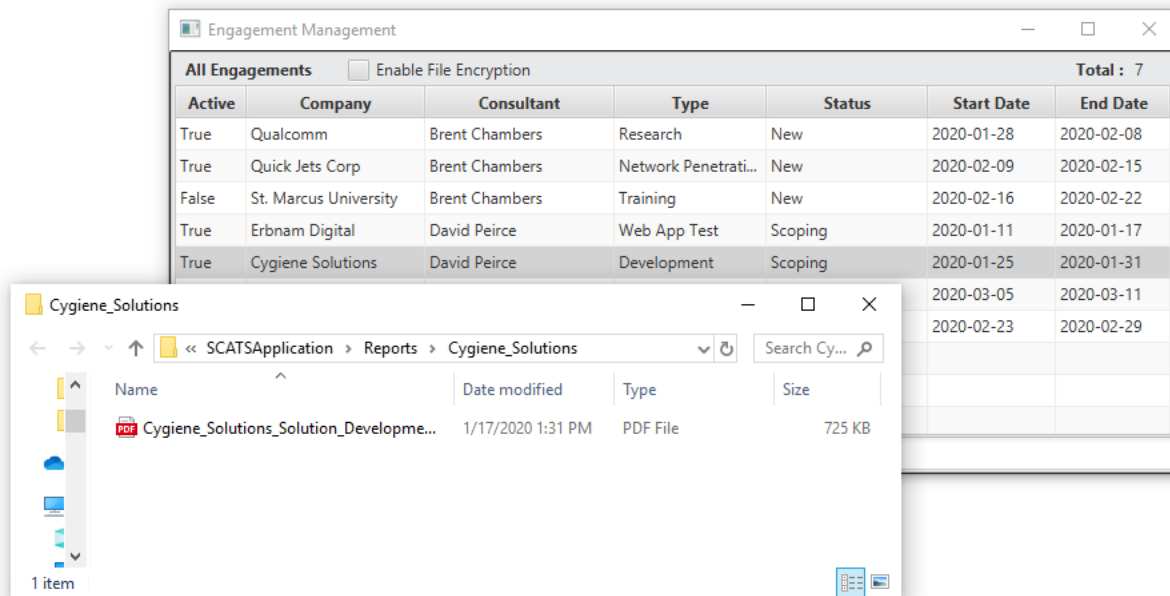 Engagement Management
All Engagements Enable File Encryption Total : 7
Active Company Consultant Type Status Start Date End Date
True Qualcomm Brent Chambers Research New 2020-01-28 2020-02-08
True Quick Jets Corp Brent Chambers Network Penetrati... New 2020-02-09 2020-02-15
False St. Marcus University Brent Chambers Training New 2020-02-16 2020-02-22
True Erbnam Digital David Peirce Web App Test Scoping 2020-01-11 2020-01-17
True Cygiene Solutions David Peirce Development Scoping 2020-01-25 2020-01-31
2020-03-05 2020-03-11
2020-02-23 2020-02-29
Cygiene_Solutions
« SCATSApplication › Reports › Cygiene_Solutions Search Cy...
Name Date modified Type Size
PDF Cygiene_Solutions_Solution_Developme... 1/17/2020 1:31 PM PDF File 725 KB
1 item